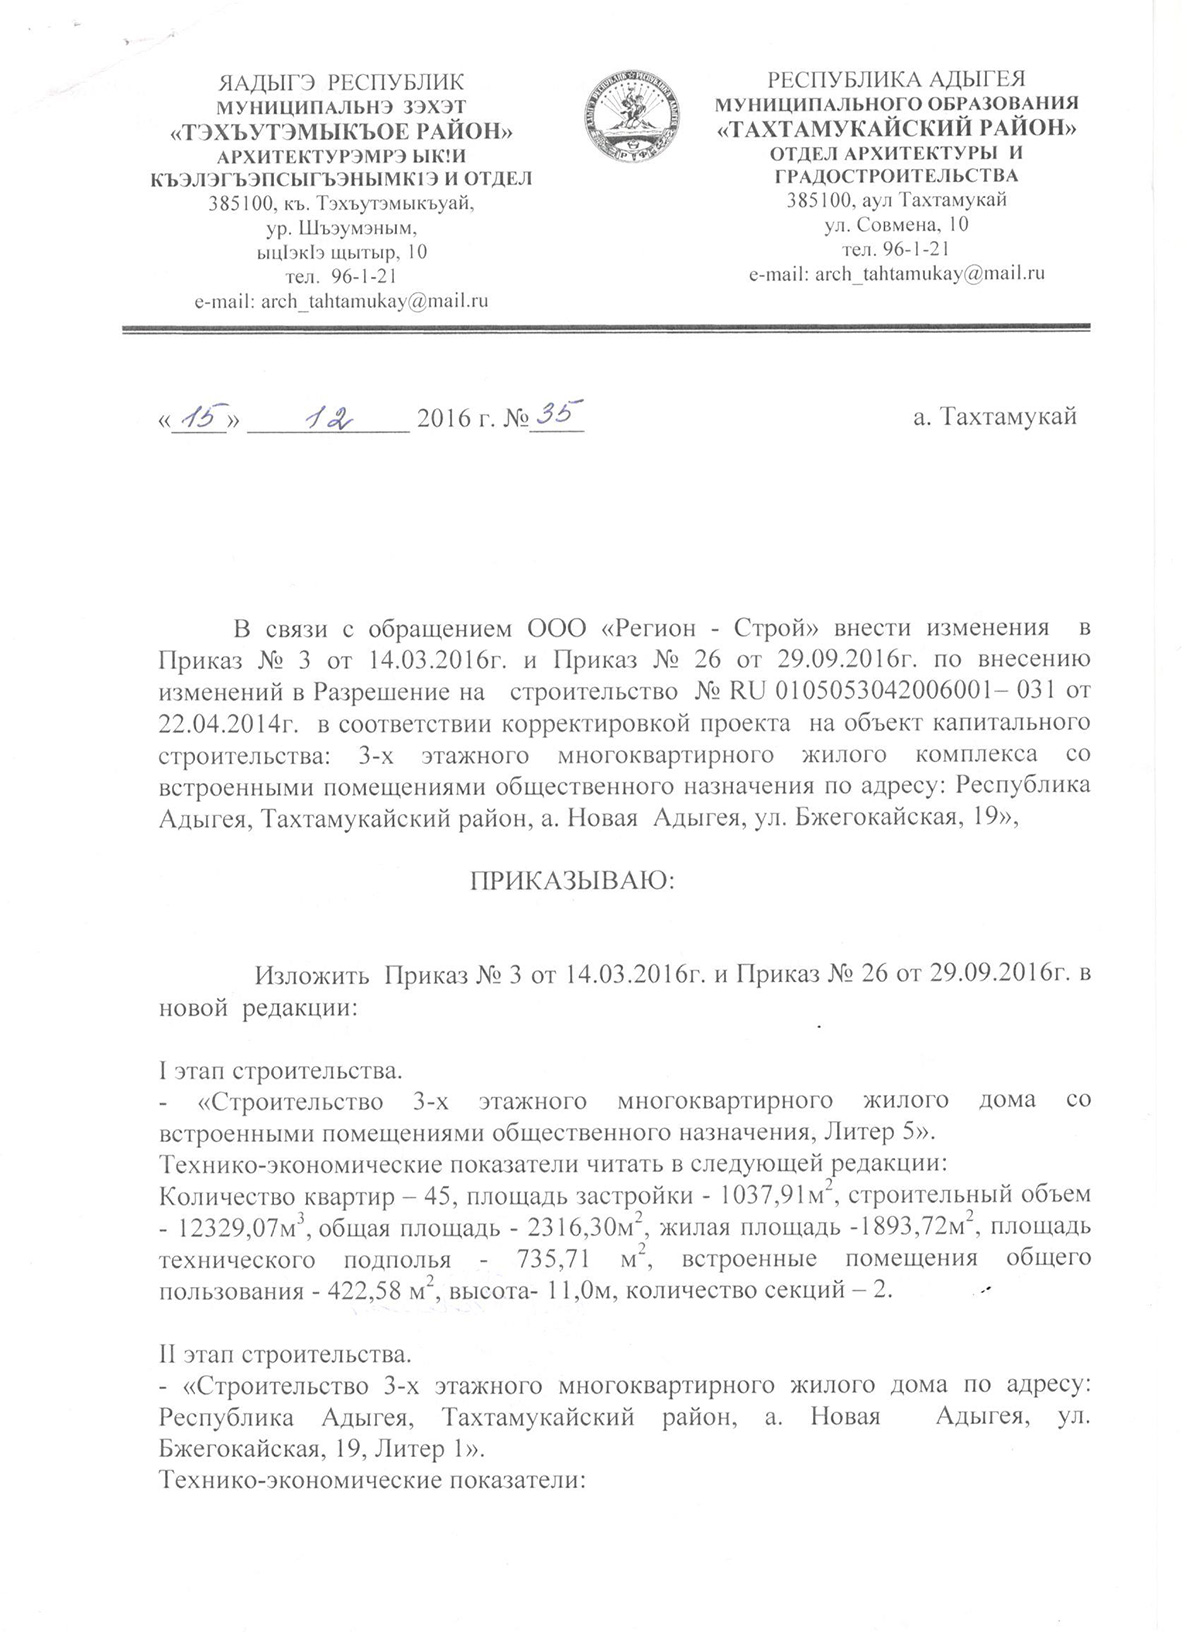 ЯАДЫГЭ РЕСПУБЛИК
МУНИЦИПАЛЬНЭ ЗЭХЭТ
«ТЭХЪУТЭМЫКЪОЕ РАЙОН»
АРХИТЕКТУРЭМРЭ ЫК!И
КЪЭЛЭГЪЭПСЫГЪЭНЫМК1Э И ОТДЕЛ
385100, къ. Тэхъутэмыкъуай,
ур. Шъэумэным,
ыцIэкIэ щытыр, 10
тел. 96-1-21
e-mail: arch_tahtamukay@mail.ru
РЕСПУБЛИКА АДЫГЕЯ
МУНИЦИПАЛЬНОГО ОБРАЗОВАНИЯ
«ТАХТАМУКАЙСКИЙ РАЙОН»
ОТДЕЛ АРХИТЕКТУРЫ И
ГРАДОСТРОИТЕЛЬСТВА
385100, аул Тахтамукай
ул. Совмена, 10
тел. 96-1-21
e-mail: arch_tahtamukay@mail.ru
«15» 12 2016 г. №35 а. Тахтамукай
В связи с обращением ООО «Регион - Строй» внести изменения в
Приказ № 3 от 14.03.2016г. и Приказ № 26 от 29.09.2016г. по внесению
изменений в Разрешение на строительство № RU 0105053042006001– 031 от
22.04.2014г. в соответствии корректировкой проекта на объект капитального
строительства: 3-х этажного многоквартирного жилого комплекса со
встроенными помещениями общественного назначения по адресу: Республика
Адыгея, Тахтамукайский район, а. Новая Адыгея, ул. Бжегокайская, 19»,
ПРИКАЗЫВАЮ:
Изложить Приказ № 3 от 14.03.2016г. и Приказ № 26 от 29.09.2016г. в
новой редакции:
I этап строительства.
- «Строительство 3-х этажного многоквартирного жилого дома со
встроенными помещениями общественного назначения, Литер 5».
Технико-экономические показатели читать в следующей редакции:
Количество квартир – 45, площадь застройки - 1037,91м², строительный объем
- 12329,07м³, общая площадь - 2316,30м², жилая площадь -1893,72м², площадь
технического подполья - 735,71 м², встроенные помещения общего
пользования - 422,58 м², высота- 11,0м, количество секций – 2.
II этап строительства.
- «Строительство 3-х этажного многоквартирного жилого дома по адресу:
Республика Адыгея, Тахтамукайский район, а. Новая Адыгея, ул.
Бжегокайская, 19, Литер 1».
Технико-экономические показатели: